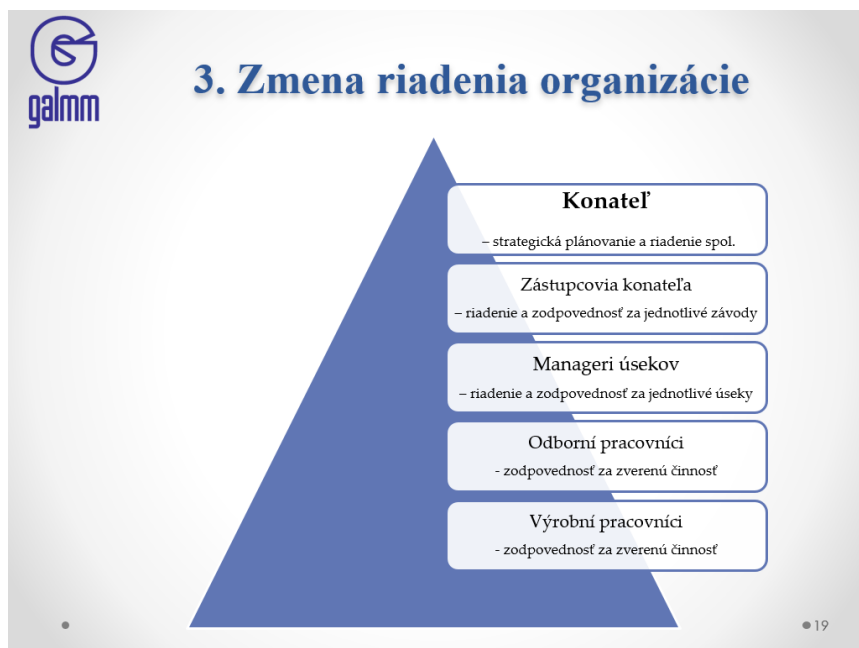 galmm
3. Zmena riadenia organizácie
Konateľ
– strategická plánovanie a riadenie spol.
Zástupcovia konateľa
– riadenie a zodpovednosť za jednotlivé závody
Manageri úsekov
– riadenie a zodpovednosť za jednotlivé úseky
Odborní pracovníci
- zodpovednosť za zverenú činnosť
Výrobní pracovníci
- zodpovednosť za zverenú činnosť
19